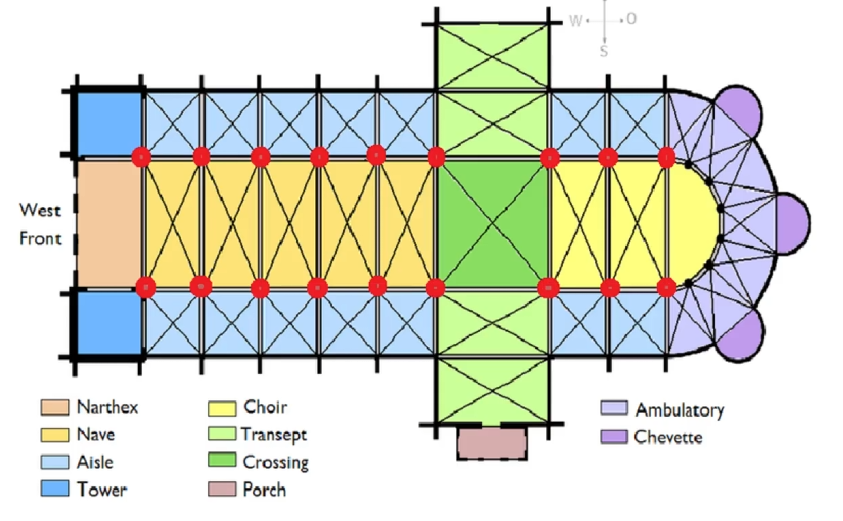 W O
S
West
Front
Narthex
Nave
Aisle
Tower
Choir
Transept
Crossing
Porch
Ambulatory
Chevette